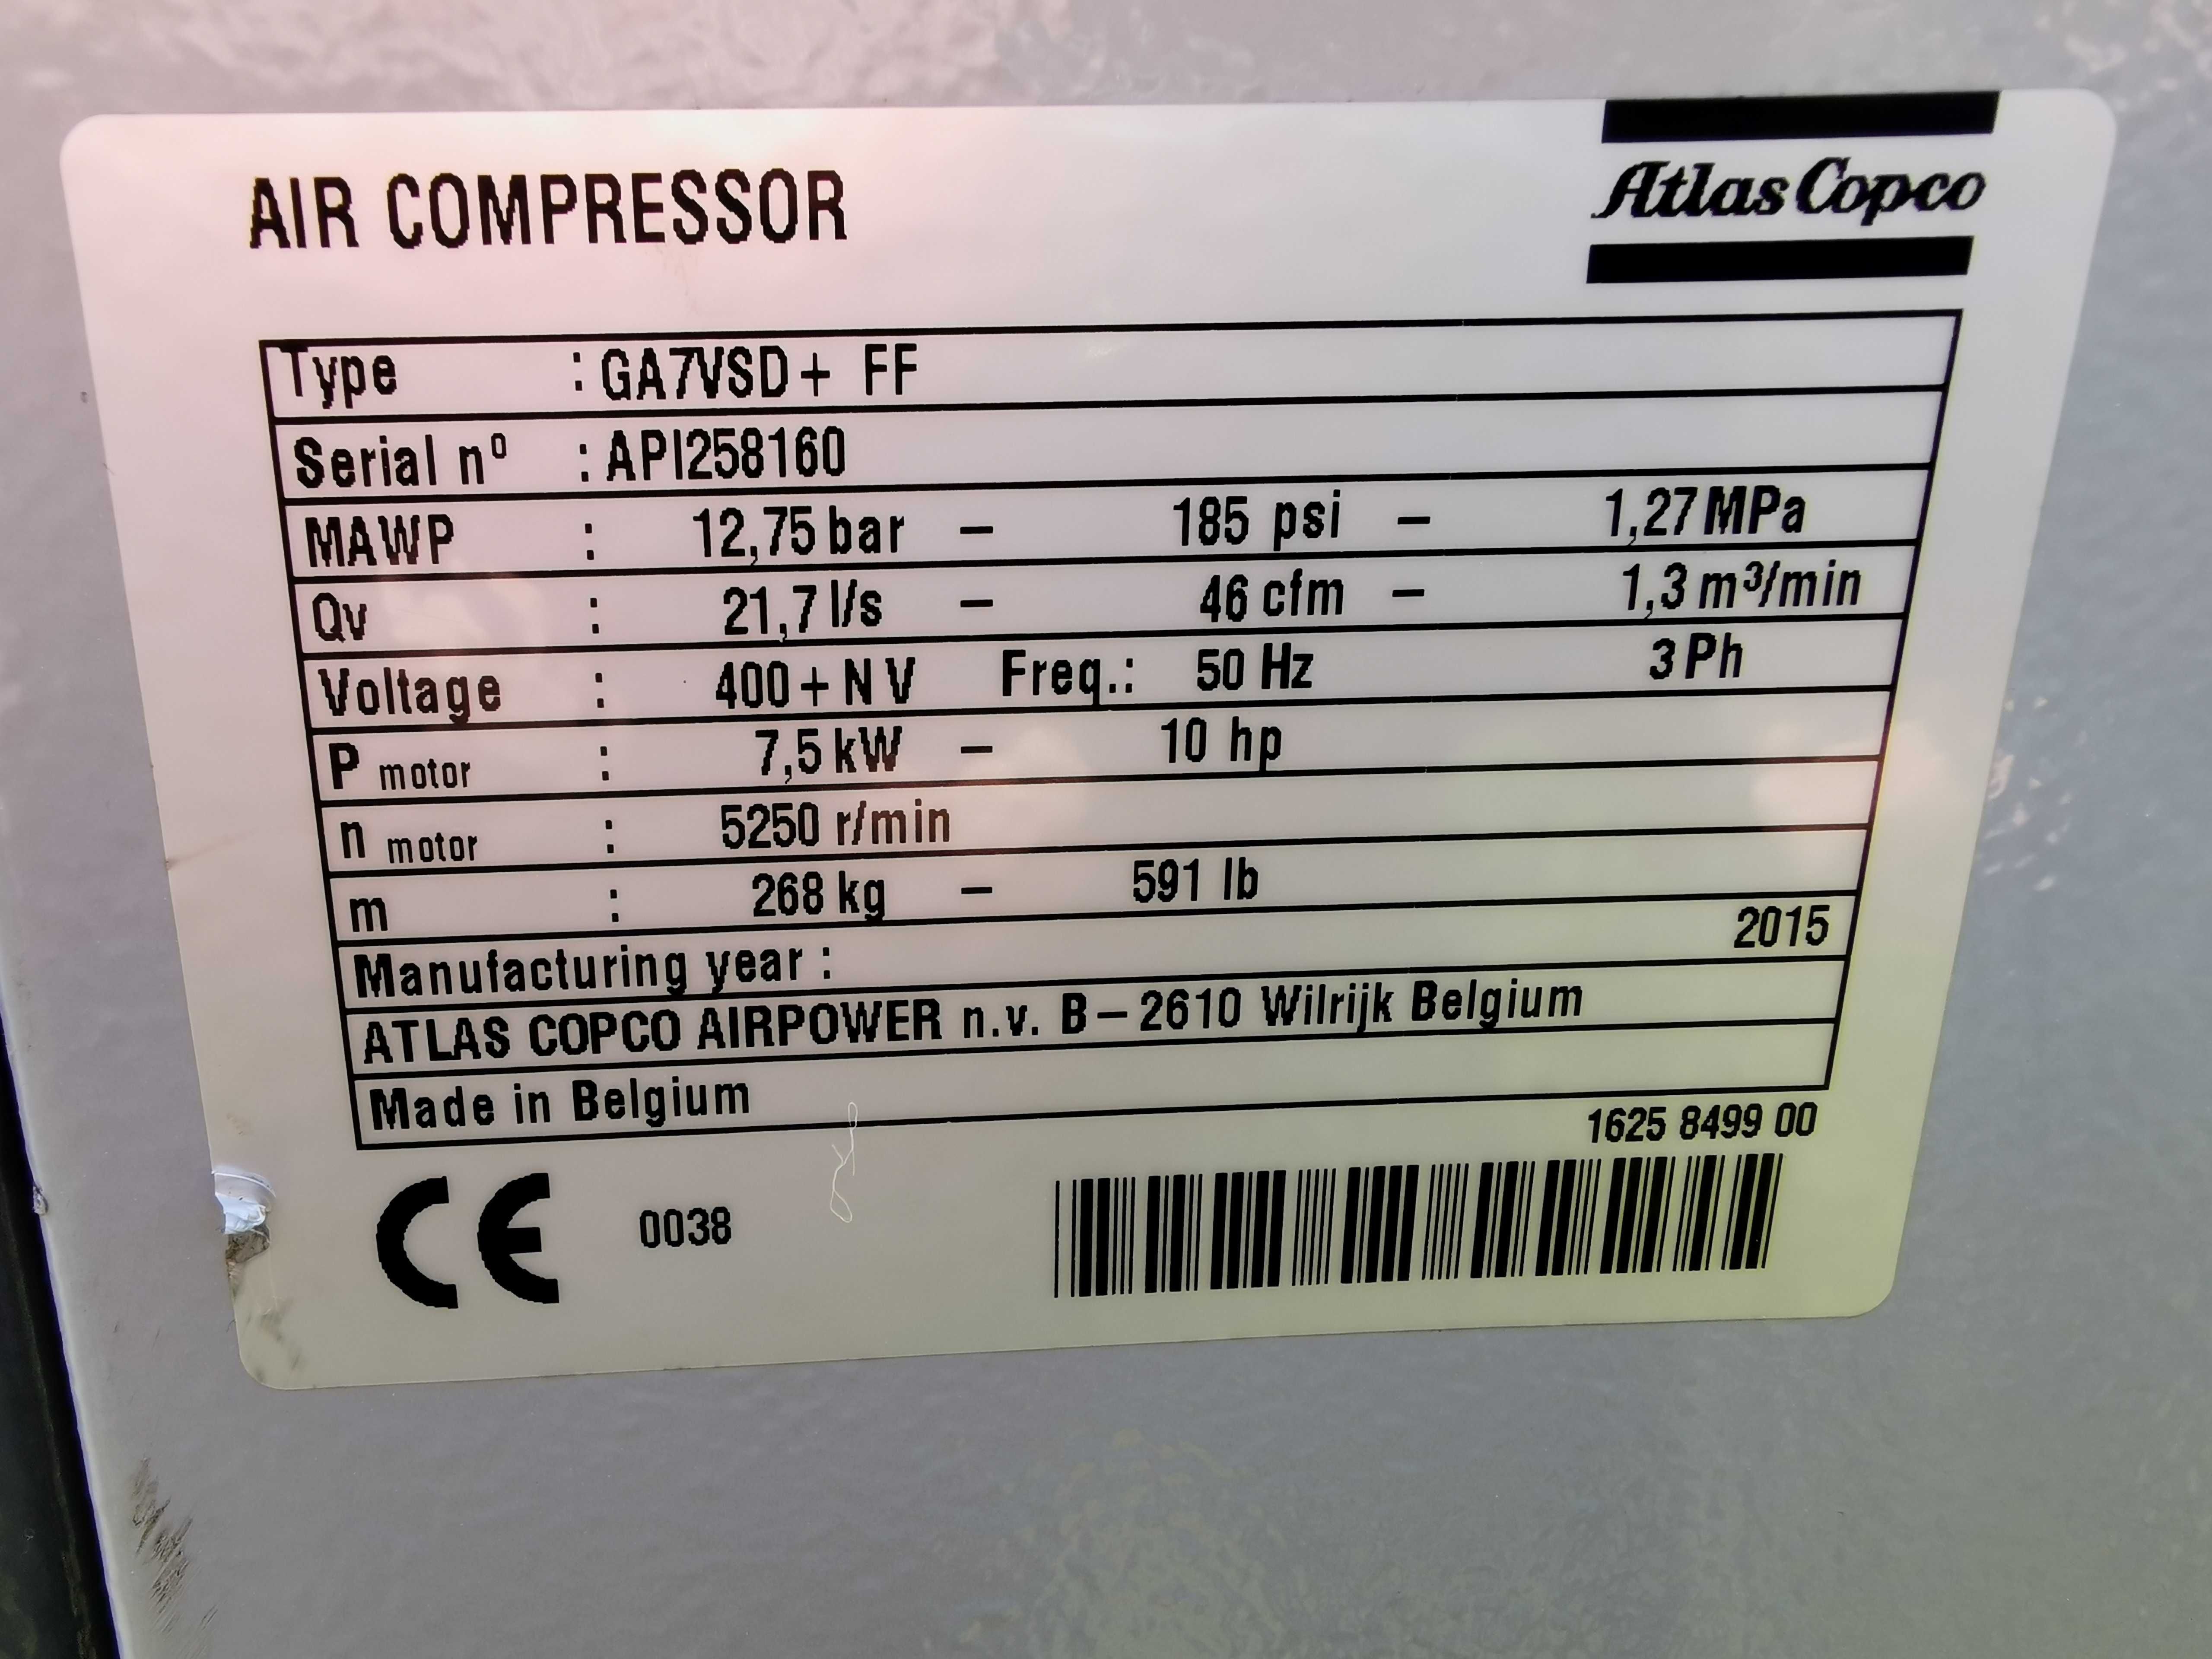 AIR COMPRESSOR
Atlas Copco
Type : GA7VSD+ FF
Serial nº : API258160
MAWP : 12,75 bar – 185 psi – 1,27 MPa
Qv : 21,7 l/s – 46 cfm – 1,3 m³/min
Voltage : 400+N V Freq.: 50 Hz 3 Ph
P motor : 7,5 kW – 10 hp
n motor : 5250 r/min
m : 268 kg – 591 lb
Manufacturing year : 2015
ATLAS COPCO AIRPOWER n.v. B–2610 Wilrijk Belgium
Made in Belgium
1625 8499 00
CE 0038